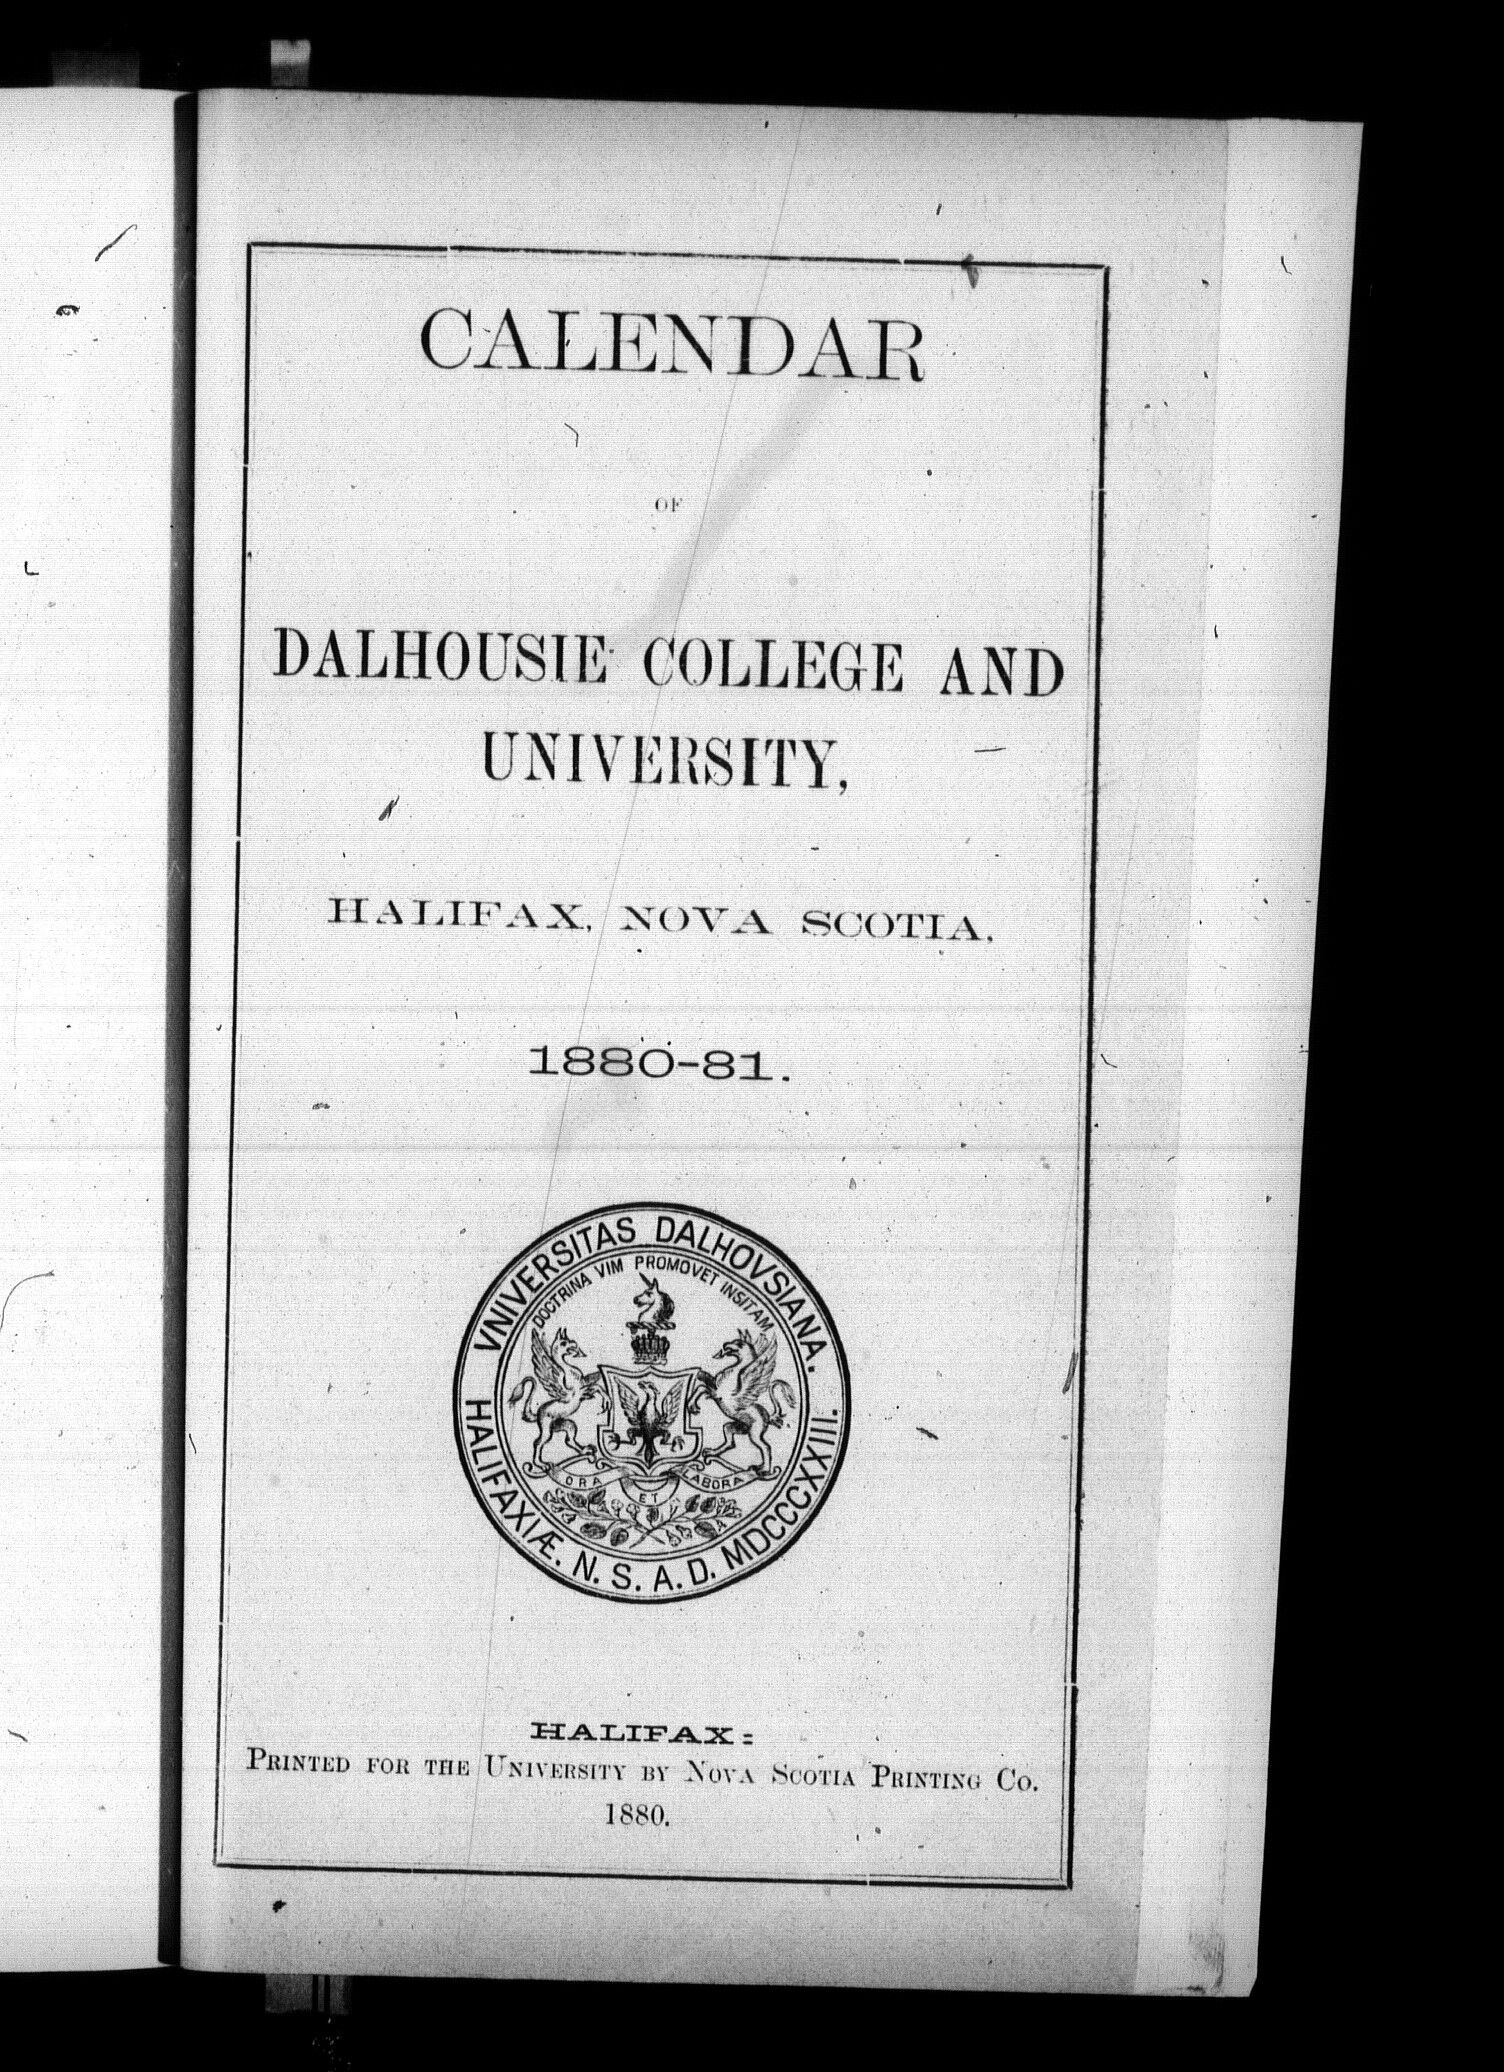 CALENDAR
OF
DALHOUSIE COLLEGE AND
UNIVERSITY,
HALIFAX, NOVA SCOTIA.
1880-81.
VNIVERSITAS DALHOVSIANA.
DOCTRINA VIM PROMOVET INSITAM
ORA ET LABORA
HALIFAXIÆ. N. S. A. D. MDCCCXXIII.
HALIFAX:
PRINTED FOR THE UNIVERSITY BY NOVA SCOTIA PRINTING CO.
1880.